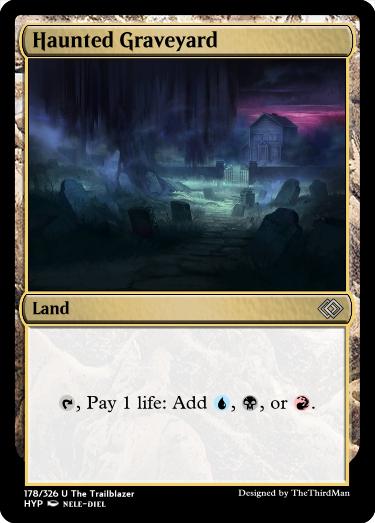 Haunted Graveyard
Land
, Pay 1 life: Add , , or .
178/326 U The Trailblazer
Designed by TheThirdMan
HYP NELE-DIEL